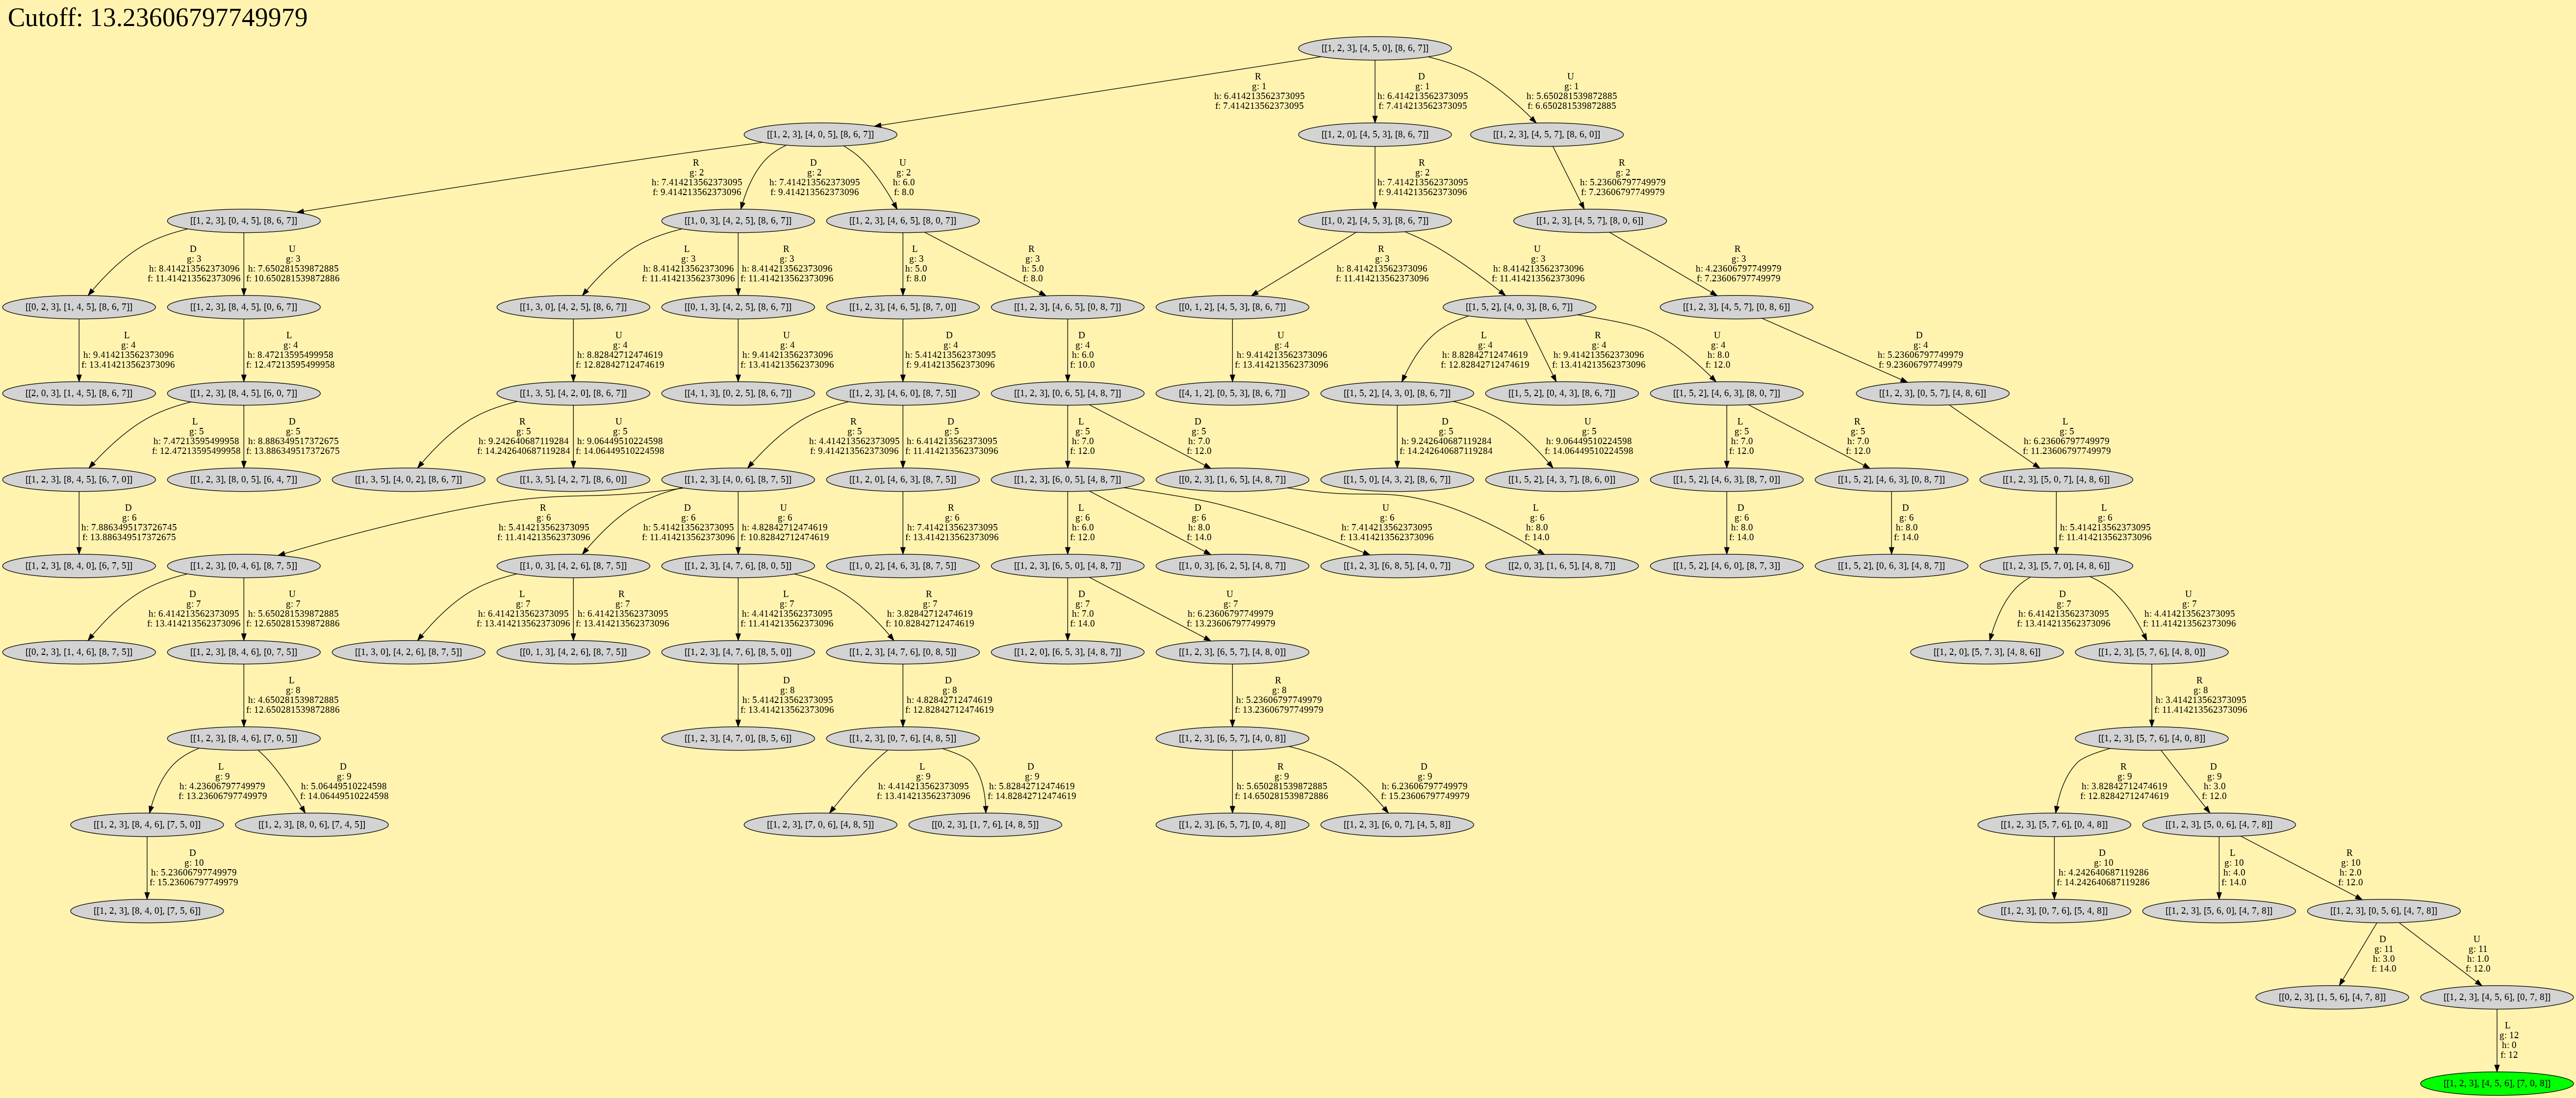 Cutoff: 13.23606797749979
[[1, 2, 3], [4, 5, 0], [8, 6, 7]]
R
g: 1
h: 6.414213562373095
f: 7.414213562373095
D
g: 1
h: 6.414213562373095
f: 7.414213562373095
U
g: 1
h: 5.650281539872885
f: 6.650281539872885
[[1, 2, 3], [4, 0, 5], [8, 6, 7]]
[[1, 2, 0], [4, 5, 3], [8, 6, 7]]
[[1, 2, 3], [4, 5, 7], [8, 6, 0]]
R
g: 2
h: 7.414213562373095
f: 9.414213562373096
D
g: 2
h: 7.414213562373095
f: 9.414213562373096
U
g: 2
h: 6.0
f: 8.0
R
g: 2
h: 7.414213562373095
f: 9.414213562373096
R
g: 2
h: 5.23606797749979
f: 7.23606797749979
[[1, 2, 3], [0, 4, 5], [8, 6, 7]]
[[1, 0, 3], [4, 2, 5], [8, 6, 7]]
[[1, 2, 3], [4, 6, 5], [8, 0, 7]]
[[1, 0, 2], [4, 5, 3], [8, 6, 7]]
[[1, 2, 3], [4, 5, 7], [8, 0, 6]]
D
g: 3
h: 8.414213562373096
f: 11.414213562373096
U
g: 3
h: 7.650281539872885
f: 10.650281539872886
L
g: 3
h: 8.414213562373096
f: 11.414213562373096
R
g: 3
h: 8.414213562373096
f: 11.414213562373096
L
g: 3
h: 5.0
f: 8.0
R
g: 3
h: 5.0
f: 8.0
R
g: 3
h: 8.414213562373096
f: 11.414213562373096
U
g: 3
h: 8.414213562373096
f: 11.414213562373096
R
g: 3
h: 4.23606797749979
f: 7.23606797749979
[[0, 2, 3], [1, 4, 5], [8, 6, 7]]
[[1, 2, 3], [8, 4, 5], [0, 6, 7]]
[[1, 3, 0], [4, 2, 5], [8, 6, 7]]
[[0, 1, 3], [4, 2, 5], [8, 6, 7]]
[[1, 2, 3], [4, 6, 5], [8, 7, 0]]
[[1, 2, 3], [4, 6, 5], [0, 8, 7]]
[[0, 1, 2], [4, 5, 3], [8, 6, 7]]
[[1, 5, 2], [4, 0, 3], [8, 6, 7]]
[[1, 2, 3], [4, 5, 7], [0, 8, 6]]
L
g: 4
h: 9.414213562373096
f: 13.414213562373096
L
g: 4
h: 8.47213595499958
f: 12.47213595499958
U
g: 4
h: 8.82842712474619
f: 12.82842712474619
U
g: 4
h: 9.414213562373096
f: 13.414213562373096
D
g: 4
h: 5.414213562373095
f: 9.414213562373096
D
g: 4
h: 6.0
f: 10.0
U
g: 4
h: 9.414213562373096
f: 13.414213562373096
L
g: 4
h: 8.82842712474619
f: 12.82842712474619
R
g: 4
h: 9.414213562373096
f: 13.414213562373096
U
g: 4
h: 8.0
f: 12.0
D
g: 4
h: 5.23606797749979
f: 9.23606797749979
[[2, 0, 3], [1, 4, 5], [8, 6, 7]]
[[1, 2, 3], [8, 4, 5], [6, 0, 7]]
[[1, 3, 5], [4, 2, 0], [8, 6, 7]]
[[4, 1, 3], [0, 2, 5], [8, 6, 7]]
[[1, 2, 3], [4, 6, 0], [8, 7, 5]]
[[1, 2, 3], [0, 6, 5], [4, 8, 7]]
[[4, 1, 2], [0, 5, 3], [8, 6, 7]]
[[1, 5, 2], [4, 3, 0], [8, 6, 7]]
[[1, 5, 2], [0, 4, 3], [8, 6, 7]]
[[1, 5, 2], [4, 6, 3], [8, 0, 7]]
[[1, 2, 3], [0, 5, 7], [4, 8, 6]]
L
g: 5
h: 7.47213595499958
f: 12.47213595499958
D
g: 5
h: 8.886349517372675
f: 13.886349517372675
R
g: 5
h: 9.242640687119284
f: 14.242640687119284
U
g: 5
h: 9.06449510224598
f: 14.06449510224598
R
g: 5
h: 4.414213562373095
f: 9.414213562373096
D
g: 5
h: 6.414213562373095
f: 11.414213562373096
L
g: 5
h: 7.0
f: 12.0
D
g: 5
h: 7.0
f: 12.0
D
g: 5
h: 9.242640687119284
f: 14.242640687119284
U
g: 5
h: 9.06449510224598
f: 14.06449510224598
L
g: 5
h: 7.0
f: 12.0
R
g: 5
h: 7.0
f: 12.0
L
g: 5
h: 6.23606797749979
f: 11.23606797749979
[[1, 2, 3], [8, 4, 5], [6, 7, 0]]
[[1, 2, 3], [8, 0, 5], [6, 4, 7]]
[[1, 3, 5], [4, 0, 2], [8, 6, 7]]
[[1, 3, 5], [4, 2, 7], [8, 6, 0]]
[[1, 2, 3], [4, 0, 6], [8, 7, 5]]
[[1, 2, 0], [4, 6, 3], [8, 7, 5]]
[[1, 2, 3], [6, 0, 5], [4, 8, 7]]
[[0, 2, 3], [1, 6, 5], [4, 8, 7]]
[[1, 5, 0], [4, 3, 2], [8, 6, 7]]
[[1, 5, 2], [4, 3, 7], [8, 6, 0]]
[[1, 5, 2], [4, 6, 3], [8, 7, 0]]
[[1, 5, 2], [4, 6, 3], [0, 8, 7]]
[[1, 2, 3], [5, 0, 7], [4, 8, 6]]
D
g: 6
h: 7.8863495173726745
f: 13.886349517372675
R
g: 6
h: 5.414213562373095
f: 11.414213562373096
D
g: 6
h: 5.414213562373095
f: 11.414213562373096
U
g: 6
h: 4.82842712474619
f: 10.82842712474619
R
g: 6
h: 7.414213562373095
f: 13.414213562373096
L
g: 6
h: 6.0
f: 12.0
D
g: 6
h: 8.0
f: 14.0
U
g: 6
h: 7.414213562373095
f: 13.414213562373096
L
g: 6
h: 8.0
f: 14.0
D
g: 6
h: 8.0
f: 14.0
D
g: 6
h: 8.0
f: 14.0
L
g: 6
h: 5.414213562373095
f: 11.414213562373096
[[1, 2, 3], [8, 4, 0], [6, 7, 5]]
[[1, 2, 3], [0, 4, 6], [8, 7, 5]]
[[1, 0, 3], [4, 2, 6], [8, 7, 5]]
[[1, 2, 3], [4, 7, 6], [8, 0, 5]]
[[1, 0, 2], [4, 6, 3], [8, 7, 5]]
[[1, 2, 3], [6, 5, 0], [4, 8, 7]]
[[1, 0, 3], [6, 2, 5], [4, 8, 7]]
[[1, 2, 3], [6, 8, 5], [4, 0, 7]]
[[2, 0, 3], [1, 6, 5], [4, 8, 7]]
[[1, 5, 2], [4, 6, 0], [8, 7, 3]]
[[1, 5, 2], [0, 6, 3], [4, 8, 7]]
[[1, 2, 3], [5, 7, 0], [4, 8, 6]]
D
g: 7
h: 6.414213562373095
f: 13.414213562373096
U
g: 7
h: 5.650281539872885
f: 12.650281539872886
L
g: 7
h: 6.414213562373095
f: 13.414213562373096
R
g: 7
h: 6.414213562373095
f: 13.414213562373096
L
g: 7
h: 4.414213562373095
f: 11.414213562373096
R
g: 7
h: 3.82842712474619
f: 10.82842712474619
D
g: 7
h: 7.0
f: 14.0
U
g: 7
h: 6.23606797749979
f: 13.23606797749979
D
g: 7
h: 6.414213562373095
f: 13.414213562373096
U
g: 7
h: 4.414213562373095
f: 11.414213562373096
[[0, 2, 3], [1, 4, 6], [8, 7, 5]]
[[1, 2, 3], [8, 4, 6], [0, 7, 5]]
[[1, 3, 0], [4, 2, 6], [8, 7, 5]]
[[0, 1, 3], [4, 2, 6], [8, 7, 5]]
[[1, 2, 3], [4, 7, 6], [8, 5, 0]]
[[1, 2, 3], [4, 7, 6], [0, 8, 5]]
[[1, 2, 0], [6, 5, 3], [4, 8, 7]]
[[1, 2, 3], [6, 5, 7], [4, 8, 0]]
[[1, 2, 0], [5, 7, 3], [4, 8, 6]]
[[1, 2, 3], [5, 7, 6], [4, 8, 0]]
L
g: 8
h: 4.650281539872885
f: 12.650281539872886
D
g: 8
h: 5.414213562373095
f: 13.414213562373096
D
g: 8
h: 4.82842712474619
f: 12.82842712474619
R
g: 8
h: 5.23606797749979
f: 13.23606797749979
R
g: 8
h: 3.414213562373095
f: 11.414213562373096
[[1, 2, 3], [8, 4, 6], [7, 0, 5]]
[[1, 2, 3], [4, 7, 0], [8, 5, 6]]
[[1, 2, 3], [0, 7, 6], [4, 8, 5]]
[[1, 2, 3], [6, 5, 7], [4, 0, 8]]
[[1, 2, 3], [5, 7, 6], [4, 0, 8]]
L
g: 9
h: 4.23606797749979
f: 13.23606797749979
D
g: 9
h: 5.06449510224598
f: 14.06449510224598
L
g: 9
h: 4.414213562373095
f: 13.414213562373096
D
g: 9
h: 5.82842712474619
f: 14.82842712474619
R
g: 9
h: 5.650281539872885
f: 14.650281539872886
D
g: 9
h: 6.23606797749979
f: 15.23606797749979
R
g: 9
h: 3.82842712474619
f: 12.82842712474619
D
g: 9
h: 3.0
f: 12.0
[[1, 2, 3], [8, 4, 6], [7, 5, 0]]
[[1, 2, 3], [8, 0, 6], [7, 4, 5]]
[[1, 2, 3], [7, 0, 6], [4, 8, 5]]
[[0, 2, 3], [1, 7, 6], [4, 8, 5]]
[[1, 2, 3], [6, 5, 7], [0, 4, 8]]
[[1, 2, 3], [6, 0, 7], [4, 5, 8]]
[[1, 2, 3], [5, 7, 6], [0, 4, 8]]
[[1, 2, 3], [5, 0, 6], [4, 7, 8]]
D
g: 10
h: 5.23606797749979
f: 15.23606797749979
D
g: 10
h: 4.242640687119286
f: 14.242640687119286
L
g: 10
h: 4.0
f: 14.0
R
g: 10
h: 2.0
f: 12.0
[[1, 2, 3], [8, 4, 0], [7, 5, 6]]
[[1, 2, 3], [0, 7, 6], [5, 4, 8]]
[[1, 2, 3], [5, 6, 0], [4, 7, 8]]
[[1, 2, 3], [0, 5, 6], [4, 7, 8]]
D
g: 11
h: 3.0
f: 14.0
U
g: 11
h: 1.0
f: 12.0
[[0, 2, 3], [1, 5, 6], [4, 7, 8]]
[[1, 2, 3], [4, 5, 6], [0, 7, 8]]
L
g: 12
h: 0
f: 12
[[1, 2, 3], [4, 5, 6], [7, 0, 8]]